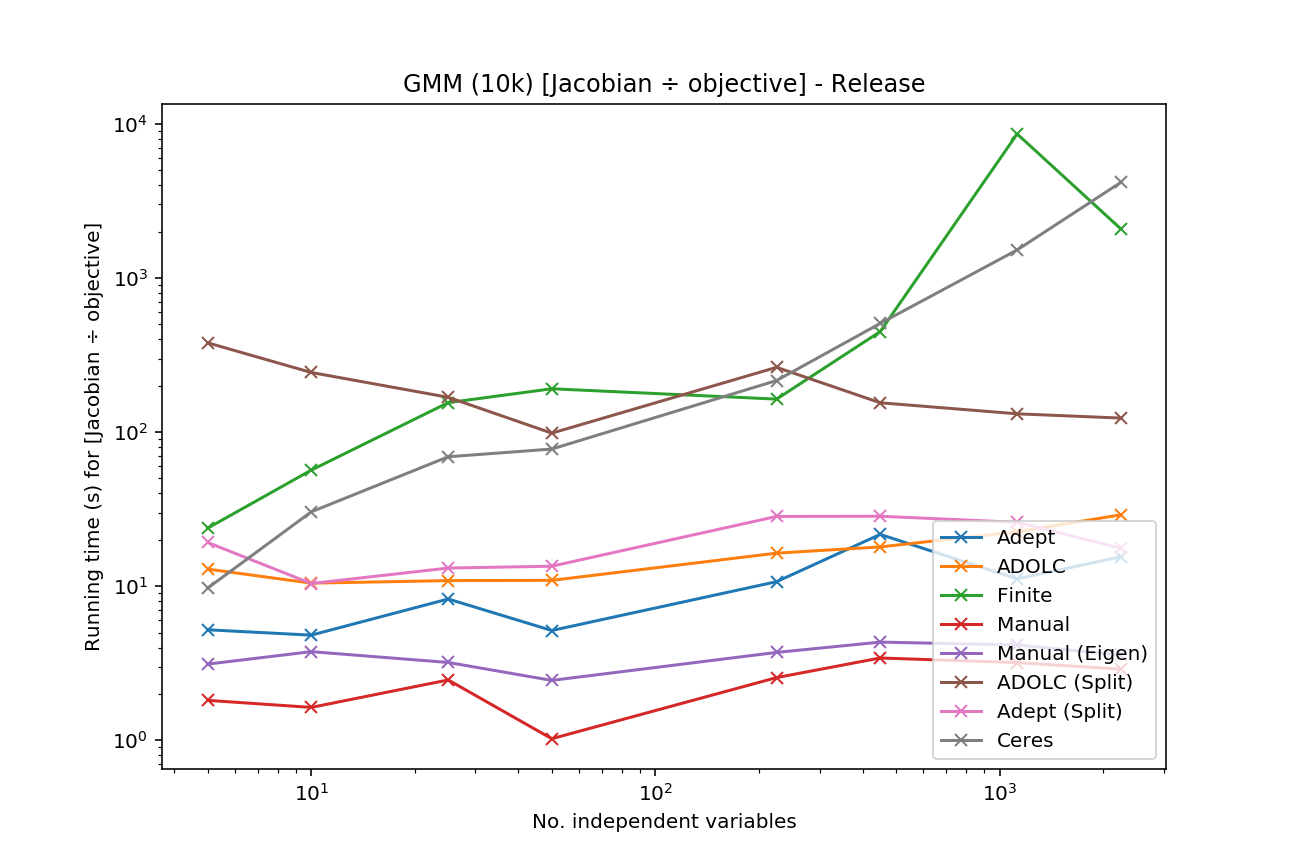 GMM (10k) [Jacobian ÷ objective] - Release
Running time (s) for [Jacobian ÷ objective]
10⁴
10³
10²
10¹
10⁰
10¹
10²
10³
No. independent variables
Adept
ADOLC
Finite
Manual
Manual (Eigen)
ADOLC (Split)
Adept (Split)
Ceres